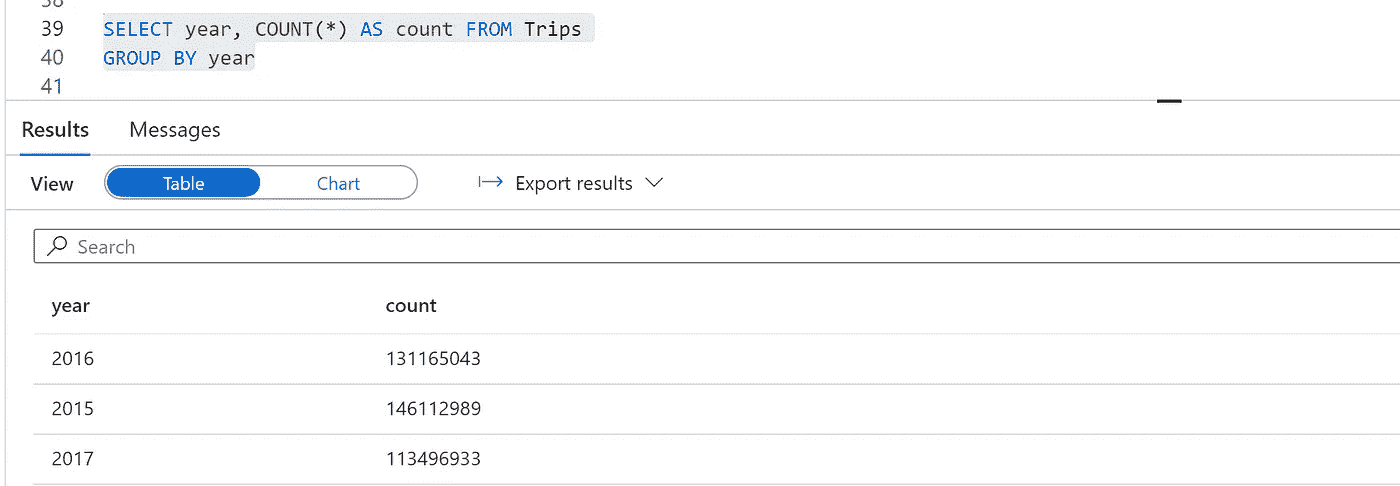 38
39 SELECT year, COUNT(*) AS count FROM Trips
40 GROUP BY year
41
Results Messages
View Table Chart Export results
Search
year count
2016 131165043
2015 146112989
2017 113496933